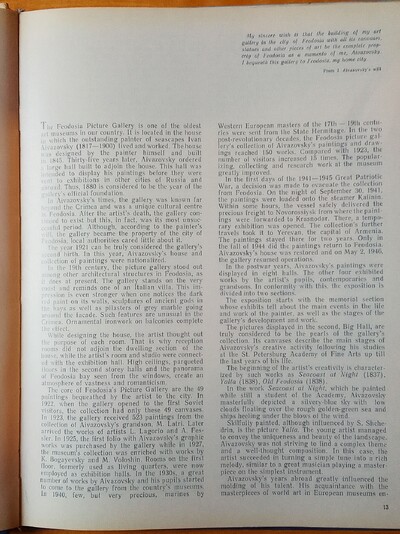 My sincere wish is that the building of my art
gallery in the city of Feodosia with all its canvases,
statues and other pieces of art be the complete prop-
erty of Feodosia as a memento of me, Aivazovsky.
I bequeath this gallery to Feodosia, my home city.
From I. Aivazovsky's will
The Feodosia Picture Gallery is one of the oldest
art museums in our country. It is located in the house
in which the outstanding painter of seascapes Ivan
Aivazovsky (1817—1900) lived and worked. The house
was designed by the painter himself and built
in 1845. Thirty-five years later, Aivazovsky ordered
a large hall built to adjoin the house. This hall was
intended to display his paintings before they were
sent to exhibitions in other cities of Russia and
abroad. Thus, 1880 is considered to be the year of the
gallery's official foundation.
In Aivazovsky's times, the gallery was known far
outside the Crimea and was a unique cultural centre
in Feodosia. After the artist's death, the gallery con-
tinued to exist but this, in fact, was its most unsuc-
cessful period. Although, according to the painter's
will, the gallery became the property of the city of
Feodosia, local authorities cared little about it.
The year 1921 can be truly considered the gallery's
second birth. In this year, Aivazovsky's house and
collection of paintings were nationalized.
In the 19th century, the picture gallery stood out
among other architectural structures in Feodosia, as
it does at present. The gallery stands on the very
coast and reminds one of an Italian villa. This im-
pression is even stronger when one notices the dark
red paint on its walls, sculptures of ancient gods in
the bays as well as pilasters of grey marble going
around the facade. Such features are unusual in the
Crimea. Ornamental ironwork on balconies complete
the effect.
While designing the house, the artist thought out
the purpose of each room. That is why reception
rooms did not adjoin the dwelling section of the
house, while the artist's room and studio were connect-
ed with the exhibition hall. High ceilings, parqueted
floors in the second storey halls and the panorama
of Feodosia bay seen from the windows, create an
atmosphere of vastness and romanticism.
The core of Feodosia's Picture Gallery are the 49
paintings bequeathed by the artist to the city. In
1922, when the gallery opened to the first Soviet
visitors, the collection had only these 49 canvases.
In 1923, the gallery received 523 paintings from the
collection of Aivazovsky's grandson, M. Latri. Later
arrived the works of artists L. Lagorio and A. Fes-
sler. In 1925, the first folio with Aivazovsky's graphic
works was purchased by the gallery while in 1927,
the museum's collection was enriched with works by
K. Bogayevsky and M. Voloshin. Rooms on the first
floor, formerly used as living quarters, were now
employed as exhibition halls. In the 1930s, a great
number of works by Aivazovsky and his pupils started
to come to the gallery from the country's museums.
In 1940, few, but very precious, marines by
Western European masters of the 17th — 19th centu-
ries were sent from the State Hermitage. In the two
post-revolutionary decades, the Feodosia picture gal-
lery's collection of Aivazovsky's paintings and draw-
ings reached 150 works. Compared with 1923, the
number of visitors increased 15 times. The popular-
izing, collecting and research work at the museum
greatly improved.
In the first days of the 1941—1945 Great Patriotic
War, a decision was made to evacuate the collection
from Feodosia. On the night of September 30, 1941,
the paintings were loaded onto the steamer Kalinin.
Within some hours, the vessel safely delivered the
precious freight to Novorossiysk from where the paint-
ings were forwarded to Krasnodar. There, a tempo-
rary exhibition was opened. The collection's further
travels took it to Yerevan, the capital of Armenia.
The paintings stayed there for two years. Only in
the fall of 1944 did the paintings return to Feodosia.
Aivazovsky's house was restored and on May 2, 1946,
the gallery resumed operations.
In the postwar years, Aivazovsky's paintings were
displayed in eight halls. The other four exhibited
works by the artist's pupils, contemporaries and
grandsons. In conformity with this, the exposition is
divided into two sections.
The exposition starts with the memorial section
whose exhibits tell about the main events in the life
and work of the painter, as well as the stages of the
gallery's development and work.
The pictures displayed in the second, Big Hall, are
truly considered to be the pearls of the gallery's
collection. Its canvases describe the main stages of
Aivazovsky's creative activity following his studies
at the St. Petersburg Academy of Fine Arts up till
the last years of his life.
The beginning of the artist's creativity is character-
ized by such works as Seacoast at Night (1837),
Yalta (1838), Old Feodosia (1839).
In the work Seacoast at Night, which he painted
while still a student of the Academy, Aivazovsky
masterfully depicted a silvery-blue sky with low
clouds floating over the rough golden-green sea and
ships heeling under the blows of the wind.
Skilfully painted, although influenced by S. Shche-
drin, is the picture Yalta. The young artist managed
to convey the uniqueness and beauty of the landscape.
Aivazovsky was not striving to find a complex theme
and a well-thought composition. In this case, the
artist succeeded in turning a simple tone into a rich
melody, similar to a great musician playing a master-
piece on the simplest instrument.
Aivazovsky's years abroad greatly influenced the
molding of his talent. His acquaintance with the
masterpieces of world art in European museums en-
13